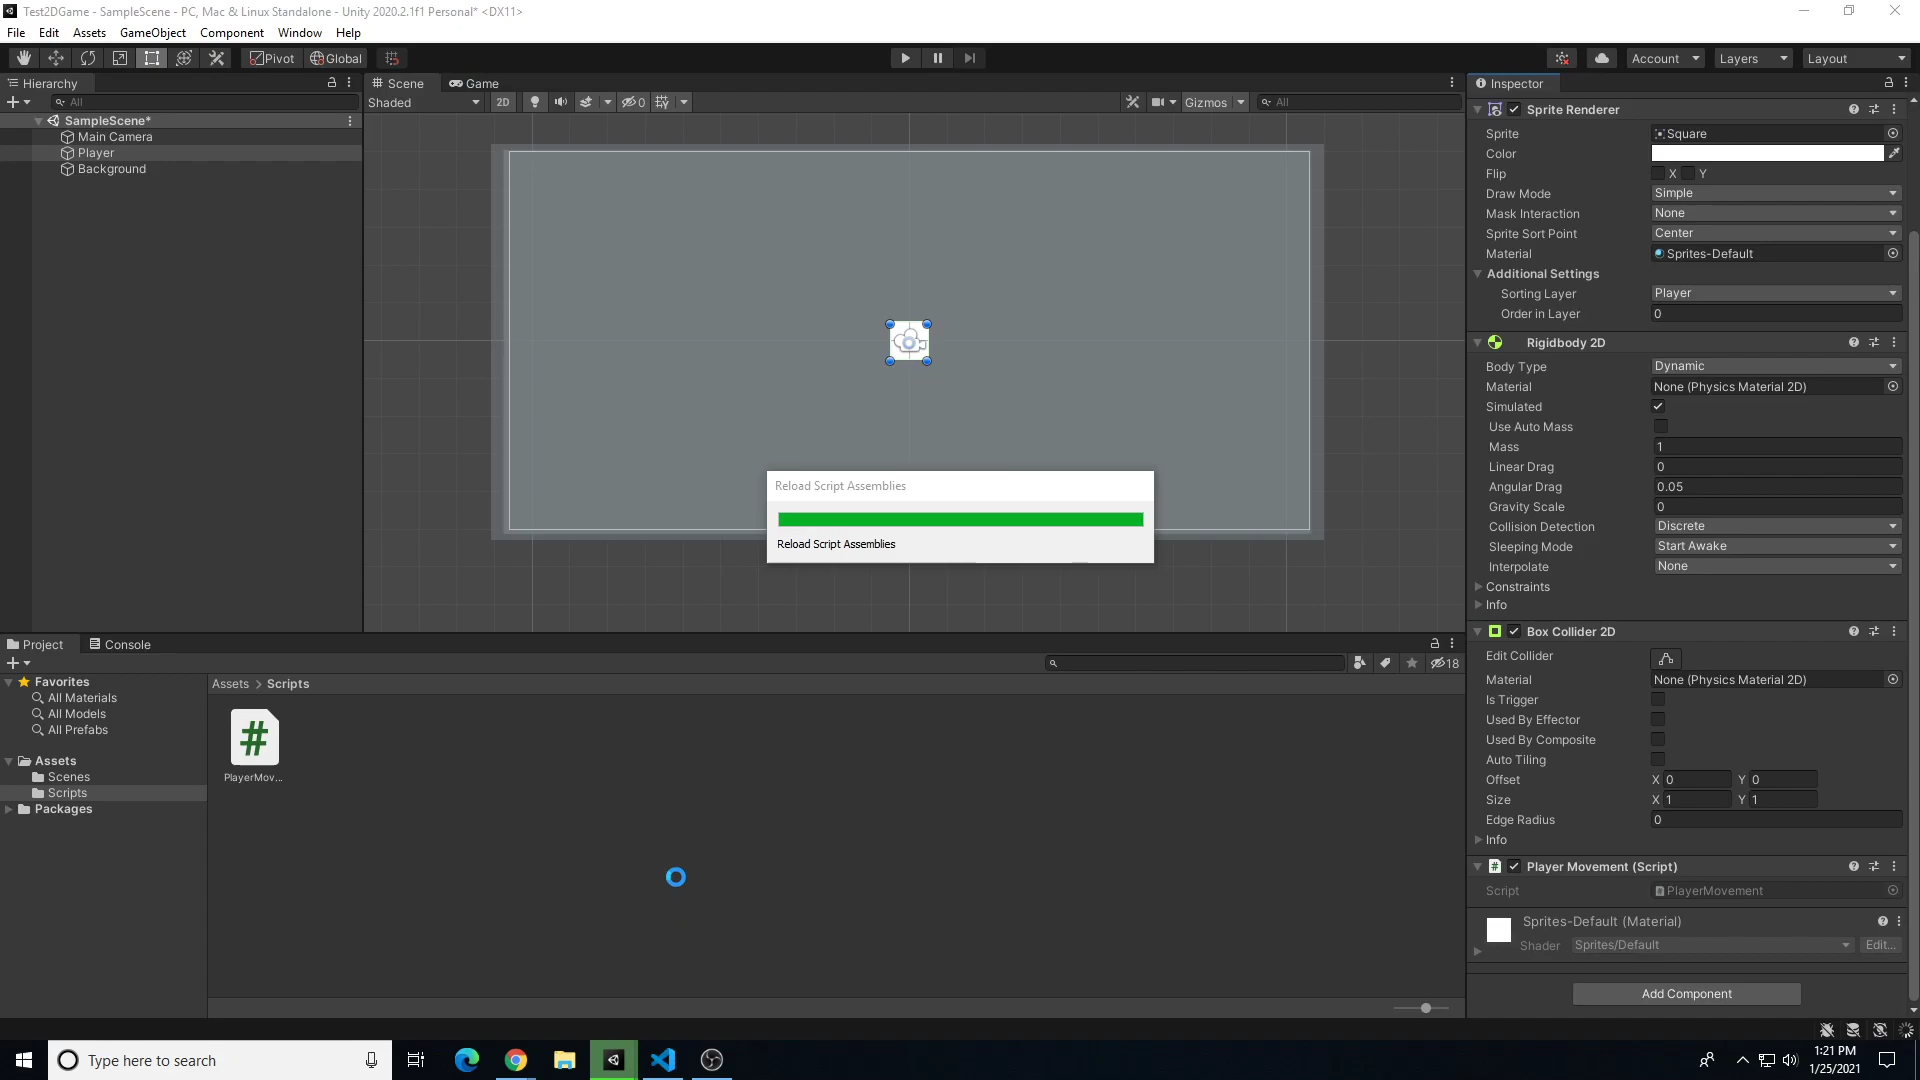 Test2DGame - SampleScene - PC, Mac & Linux Standalone - Unity 2020.2.1f1 Personal* <DX11>
File Edit Assets GameObject Component Window Help
Pivot Global
Account Layers Layout
Hierarchy
All
SampleScene*
Main Camera
Player
Background
Scene Game
Shaded 2D 0 Gizmos All
Reload Script Assemblies
Reload Script Assemblies
Inspector
Sprite Renderer
Sprite Square
Color
Flip X Y
Draw Mode Simple
Mask Interaction None
Sprite Sort Point Center
Material Sprites-Default
Additional Settings
Sorting Layer Player
Order in Layer 0
Rigidbody 2D
Body Type Dynamic
Material None (Physics Material 2D)
Simulated
Use Auto Mass
Mass 1
Linear Drag 0
Angular Drag 0.05
Gravity Scale 0
Collision Detection Discrete
Sleeping Mode Start Awake
Interpolate None
Constraints
Info
Box Collider 2D
Edit Collider
Material None (Physics Material 2D)
Is Trigger
Used By Effector
Used By Composite
Auto Tiling
Offset X 0 Y 0
Size X 1 Y 1
Edge Radius 0
Info
# Player Movement (Script)
Script PlayerMovement
Sprites-Default (Material)
Shader Sprites/Default Edit...
Add Component
Project Console
18
Favorites
All Materials
All Models
All Prefabs
Assets
Scenes
Scripts
Packages
Assets > Scripts
#
PlayerMov...
Type here to search
1:21 PM
1/25/2021